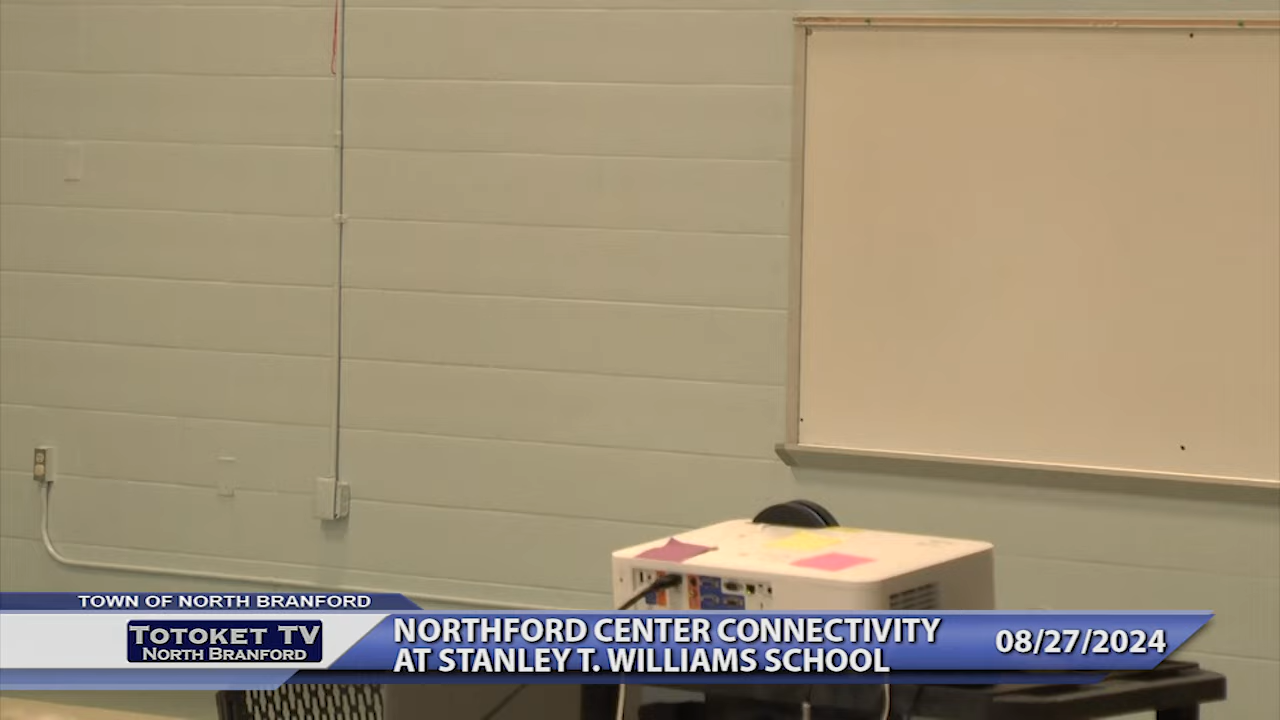 TOWN OF NORTH BRANFORD
TOTOKET TV
NORTH BRANFORD
NORTHFORD CENTER CONNECTIVITY
AT STANLEY T. WILLIAMS SCHOOL
08/27/2024